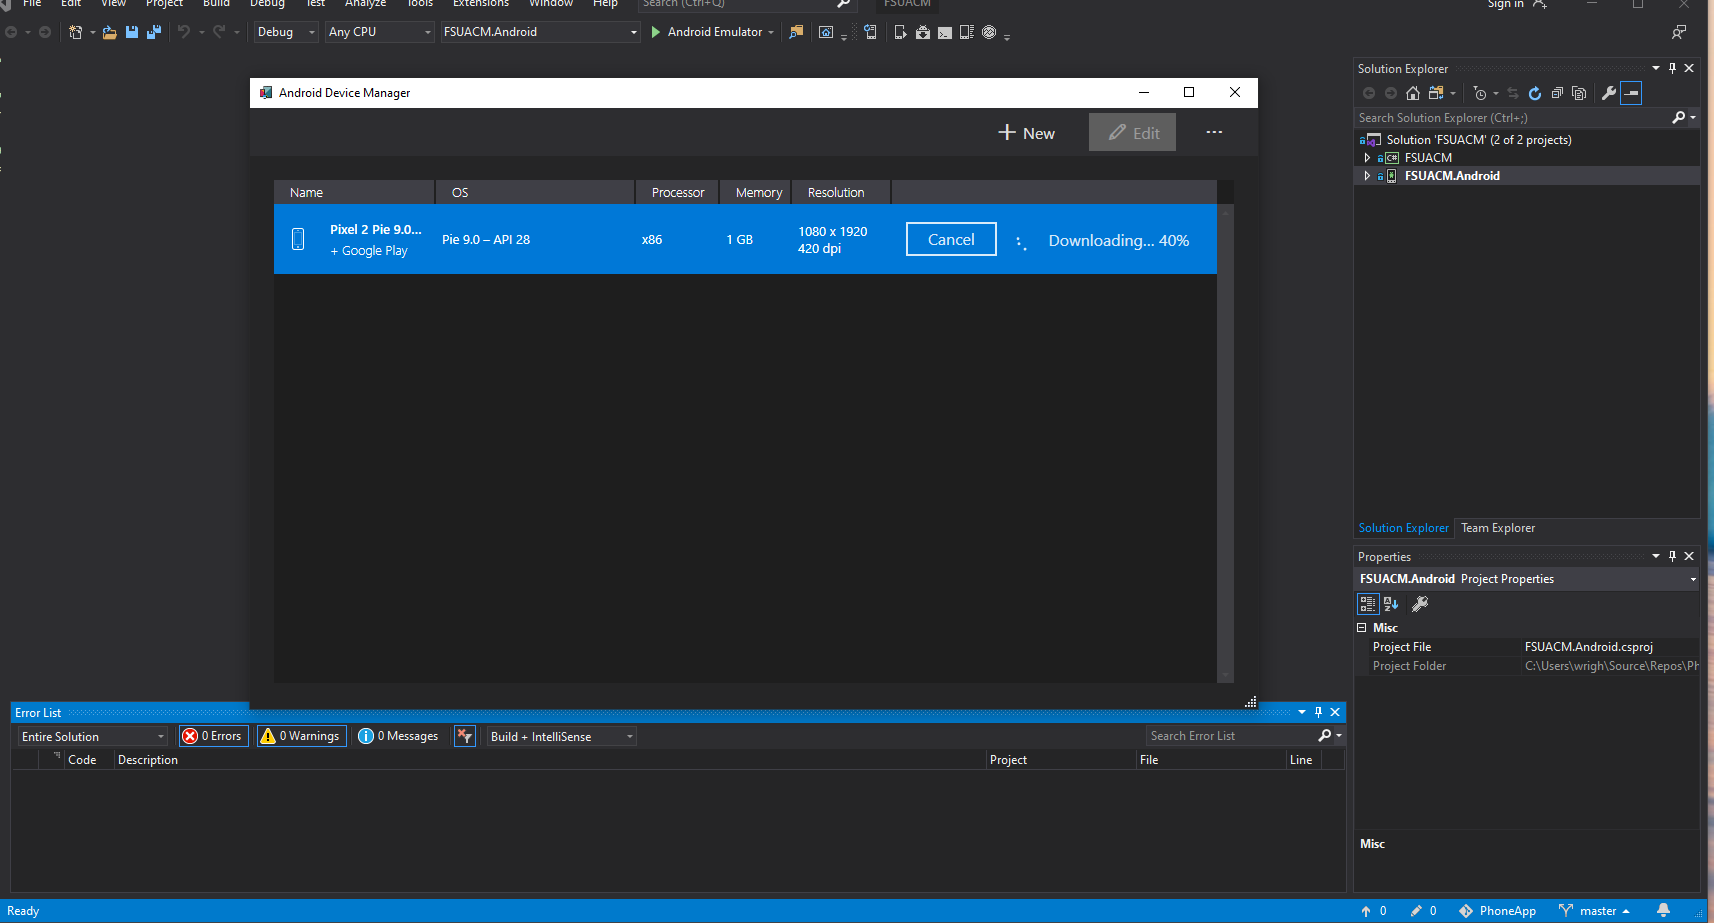 File Edit View Project Build Debug Test Analyze Tools Extensions Window Help Search (Ctrl+Q) FSUACM Sign in
Debug Any CPU FSUACM.Android Android Emulator
Android Device Manager
New Edit ...
Name OS Processor Memory Resolution
Pixel 2 Pie 9.0...
+ Google Play
Pie 9.0 – API 28
x86
1 GB
1080 x 1920
420 dpi
Cancel
Downloading... 40%
Solution Explorer
Search Solution Explorer (Ctrl+;)
Solution 'FSUACM' (2 of 2 projects)
C# FSUACM
FSUACM.Android
Solution Explorer Team Explorer
Properties
FSUACM.Android Project Properties
Misc
Project File FSUACM.Android.csproj
Project Folder C:\Users\wrigh\Source\Repos\Ph
Misc
Error List
Entire Solution 0 Errors 0 Warnings 0 Messages Build + IntelliSense Search Error List
Code Description Project File Line
Ready 0 0 PhoneApp master